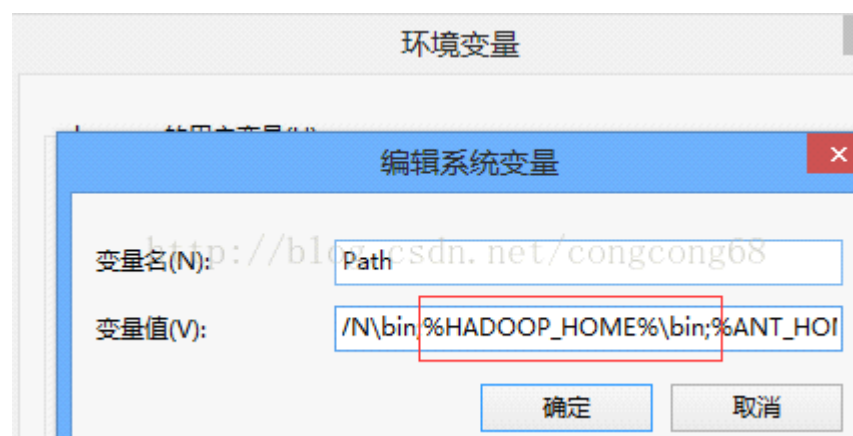 环境变量
编辑系统变量
http://blog.csdn.net/congcong68
变量名(N):
Path
变量值(V):
/N\bin;%HADOOP_HOME%\bin;%ANT_HOM
确定
取消